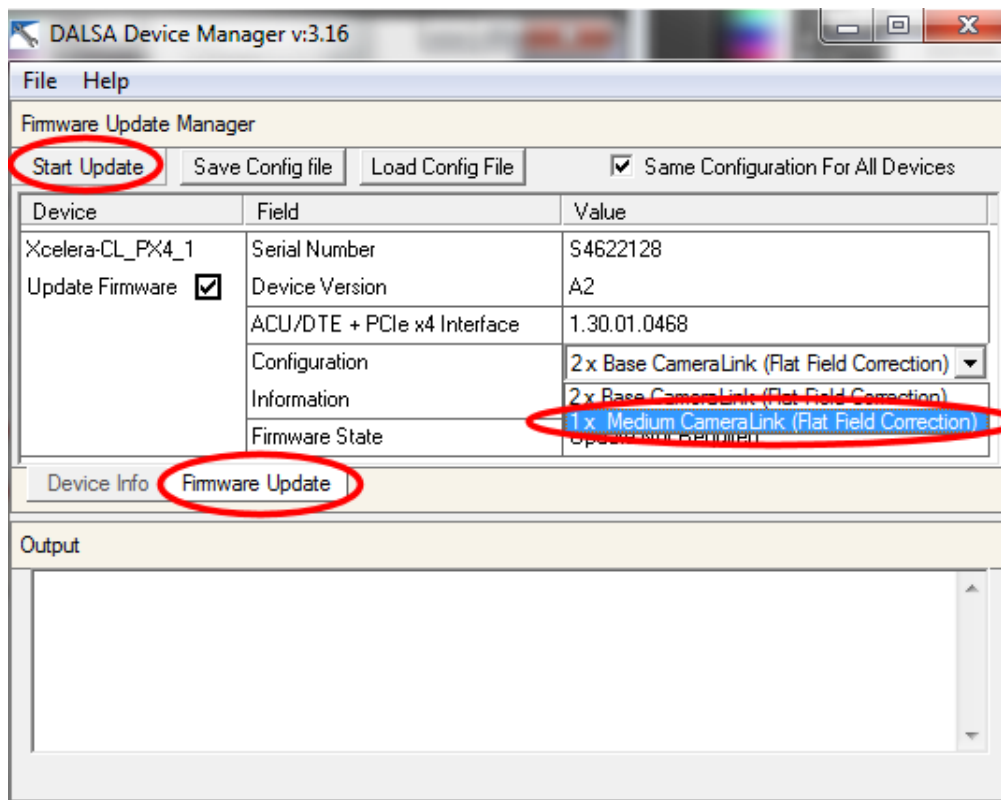 DALSA Device Manager v:3.16
File Help
Firmware Update Manager
Start Update Save Config file Load Config File Same Configuration For All Devices
Device Field Value
Xcelera-CL_PX4_1 Serial Number S4622128
Update Firmware Device Version A2
ACU/DTE + PCIe x4 Interface 1.30.01.0468
Configuration 2 x Base CameraLink (Flat Field Correction)
Information 2 x Base CameraLink (Flat Field Correction)
1 x Medium CameraLink (Flat Field Correction)
Firmware State Update Not Required
Device Info Firmware Update
Output